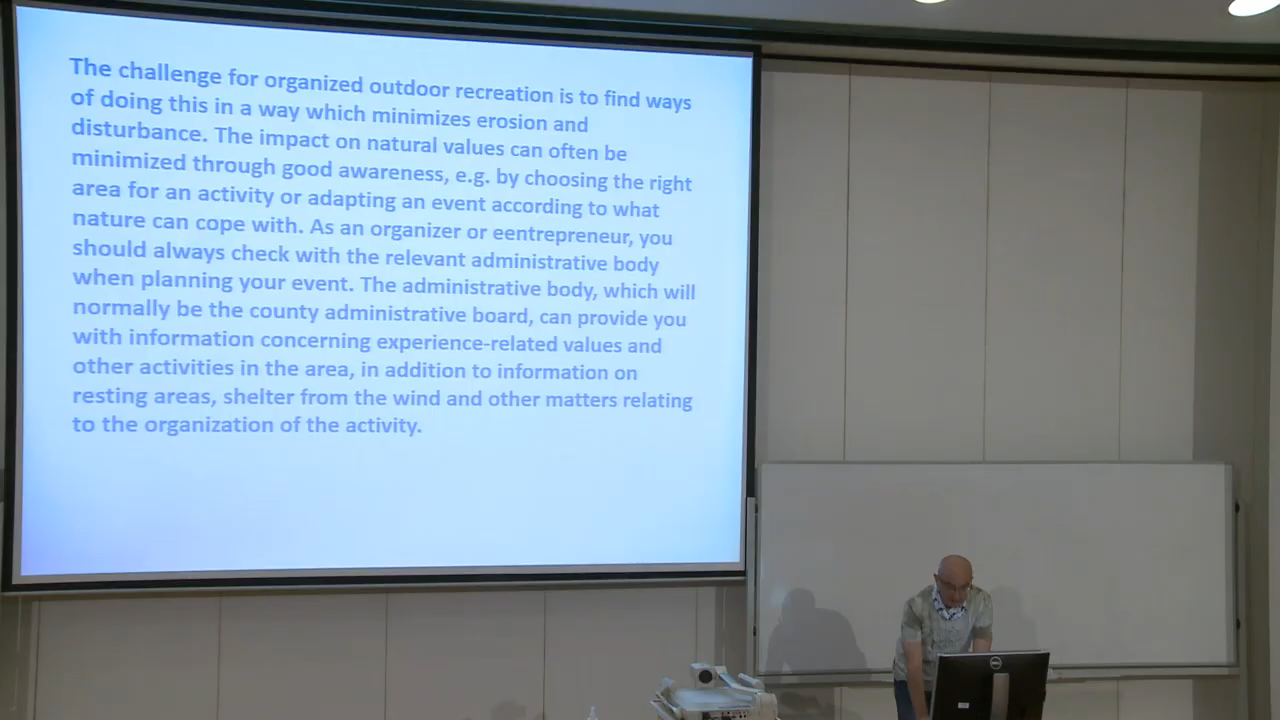 The challenge for organized outdoor recreation is to find ways
of doing this in a way which minimizes erosion and
disturbance. The impact on natural values can often be
minimized through good awareness, e.g. by choosing the right
area for an activity or adapting an event according to what
nature can cope with. As an organizer or eentrepreneur, you
should always check with the relevant administrative body
when planning your event. The administrative body, which will
normally be the county administrative board, can provide you
with information concerning experience-related values and
other activities in the area, in addition to information on
resting areas, shelter from the wind and other matters relating
to the organization of the activity.
DELL